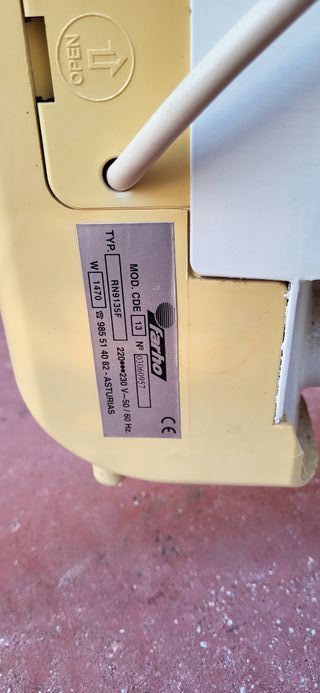 OPEN
Farho
MOD. CDE 13 Nº 03060957
TYP. RN9135F 220●●●230 V~50 / 60 Hz.
W 1470 ☎ 985 51 40 82 - ASTURIAS
CE